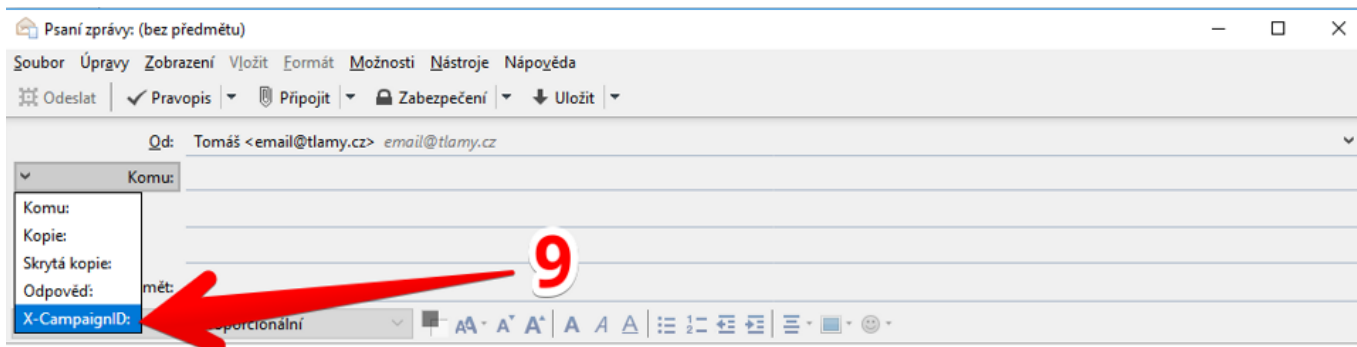 Psaní zprávy: (bez předmětu)
Soubor Úpravy Zobrazení Vložit Formát Možnosti Nástroje Nápověda
Odeslat Pravopis Připojit Zabezpečení Uložit
Od: Tomáš <email@tlamy.cz> email@tlamy.cz
Komu:
Komu:
Kopie:
Skrytá kopie:
9
Odpověď: mět:
X-CampaignID: oporcionální